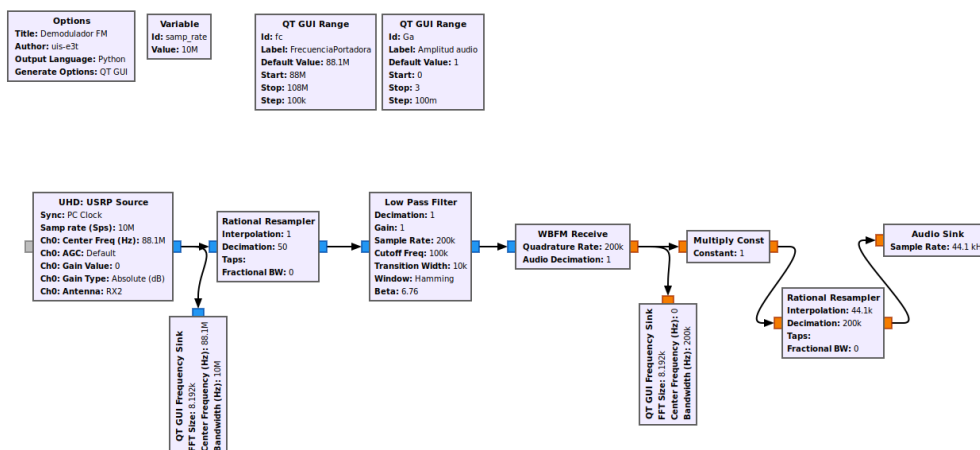 Options
Title: Demodulador FM
Author: uis-e3t
Output Language: Python
Generate Options: QT GUI
Variable
Id: samp_rate
Value: 10M
QT GUI Range
Id: fc
Label: FrecuenciaPortadora
Default Value: 88.1M
Start: 88M
Stop: 108M
Step: 100k
QT GUI Range
Id: Ga
Label: Amplitud audio
Default Value: 1
Start: 0
Stop: 3
Step: 100m
UHD: USRP Source
Sync: PC Clock
Samp rate (Sps): 10M
Ch0: Center Freq (Hz): 88.1M
Ch0: AGC: Default
Ch0: Gain Value: 0
Ch0: Gain Type: Absolute (dB)
Ch0: Antenna: RX2
Rational Resampler
Interpolation: 1
Decimation: 50
Taps:
Fractional BW: 0
Low Pass Filter
Decimation: 1
Gain: 1
Sample Rate: 200k
Cutoff Freq: 100k
Transition Width: 10k
Window: Hamming
Beta: 6.76
WBFM Receive
Quadrature Rate: 200k
Audio Decimation: 1
Multiply Const
Constant: 1
Audio Sink
Sample Rate: 44.1 kH
Rational Resampler
Interpolation: 44.1k
Decimation: 200k
Taps:
Fractional BW: 0
QT GUI Frequency Sink
FFT Size: 8.192k
Center Frequency (Hz): 88.1M
Bandwidth (Hz): 10M
QT GUI Frequency Sink
FFT Size: 8.192k
Center Frequency (Hz): 0
Bandwidth (Hz): 200k